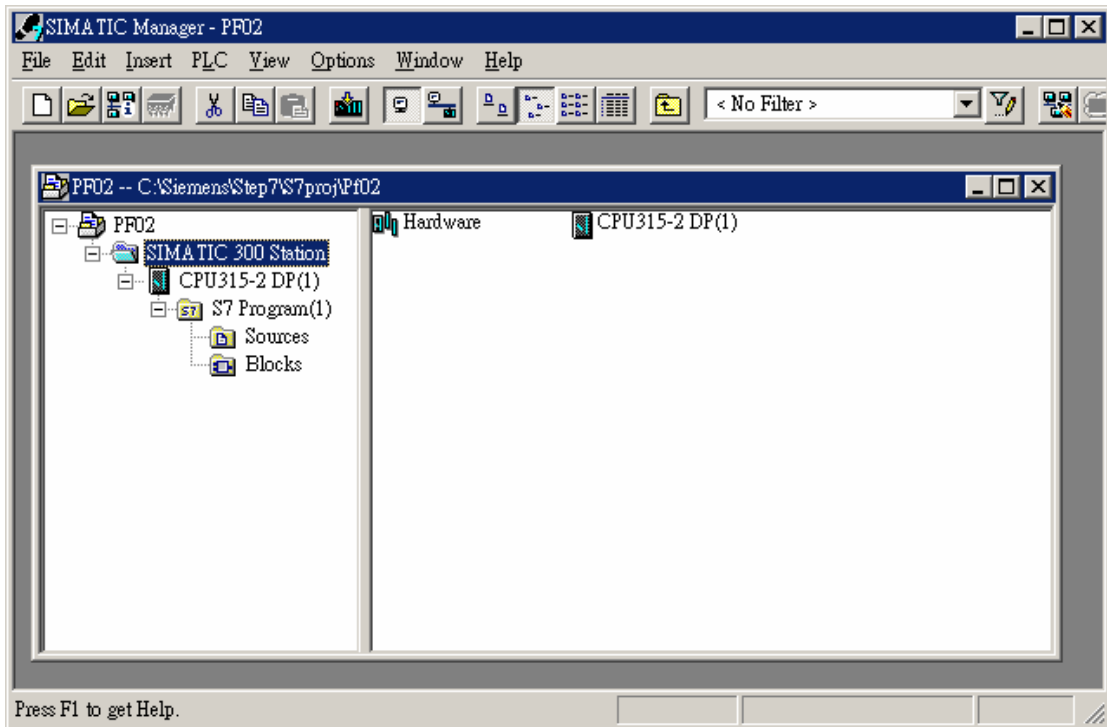 SIMATIC Manager - PF02
File Edit Insert PLC View Options Window Help
< No Filter >
PF02 -- C:\Siemens\Step7\S7proj\Pf02
PF02
SIMATIC 300 Station
CPU315-2 DP(1)
S7 Program(1)
Sources
Blocks
Hardware CPU315-2 DP(1)
Press F1 to get Help.